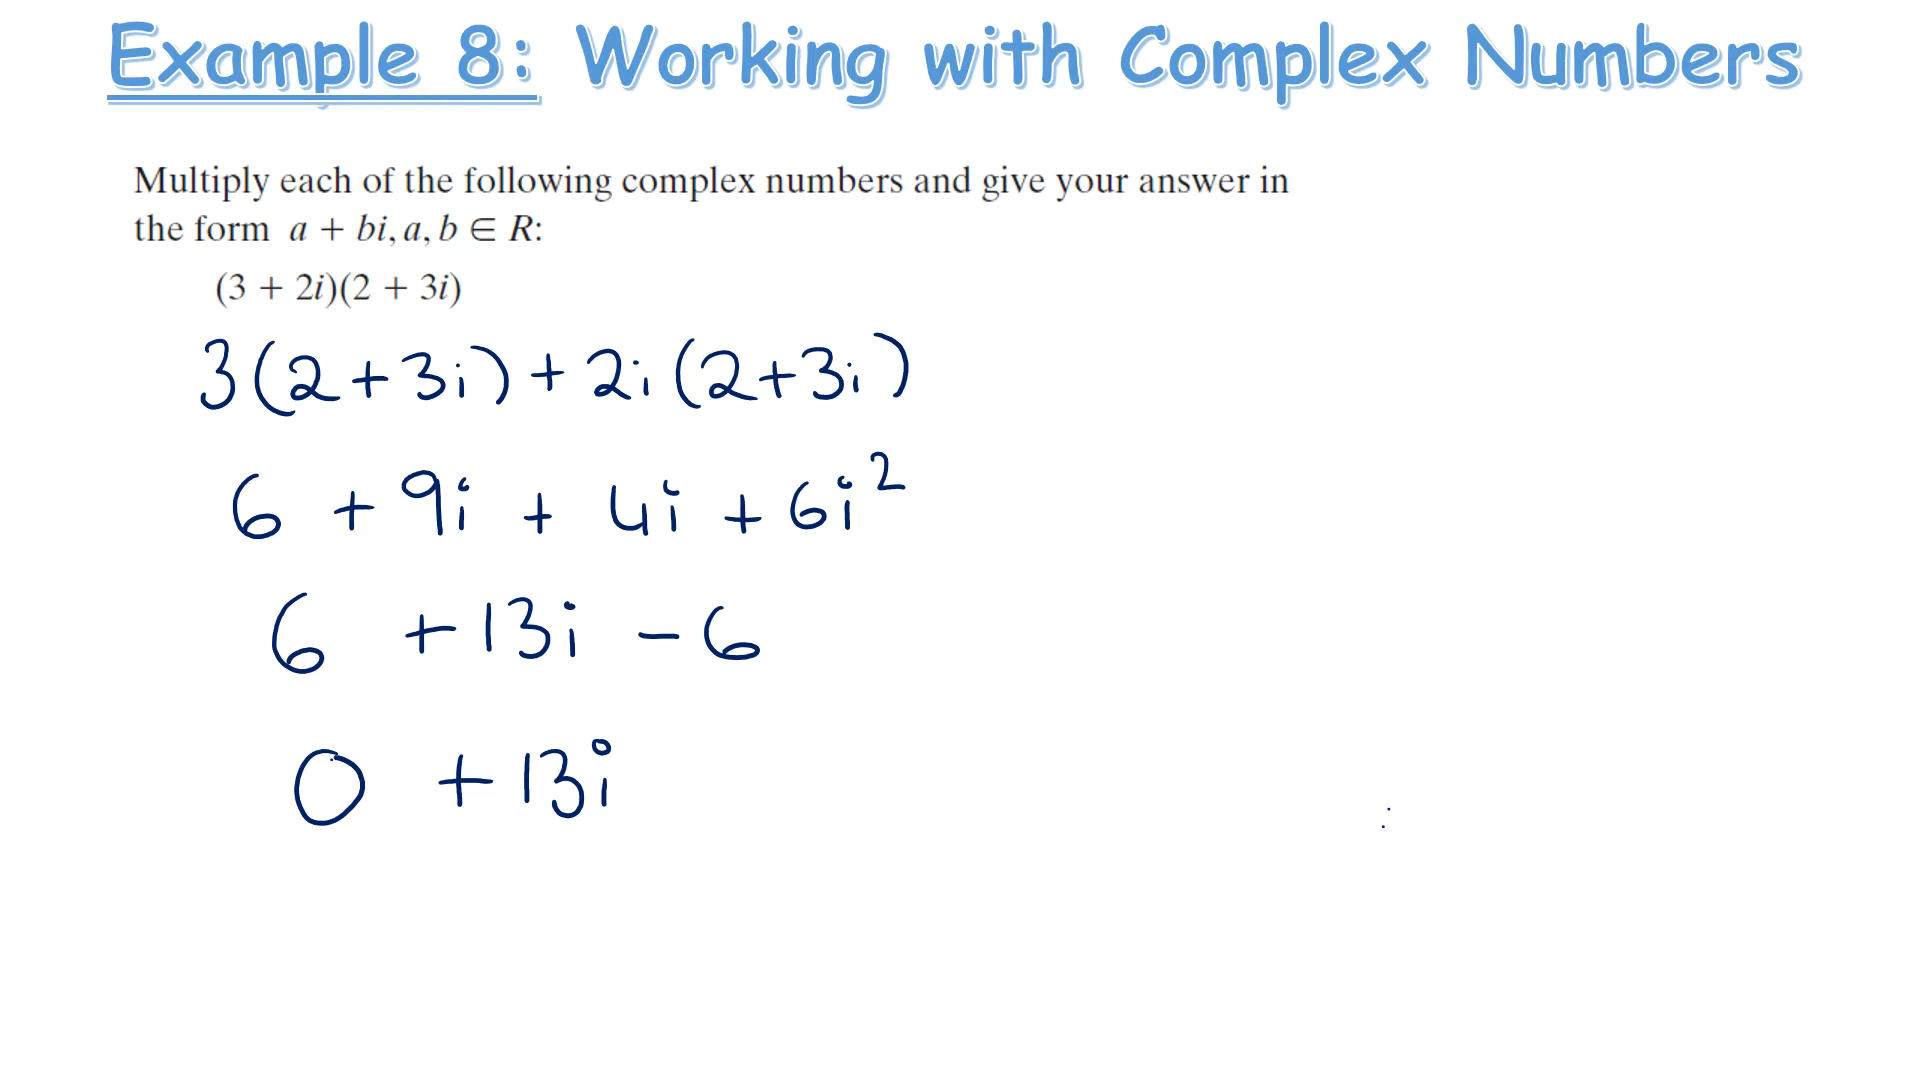 Example 8: Working with Complex Numbers
Multiply each of the following complex numbers and give your answer in
the form a + bi, a, b ∈ R:
(3 + 2i)(2 + 3i)
3(2+3i) + 2i(2+3i)
6 + 9i + 4i + 6i²
6 + 13i - 6
0 + 13i